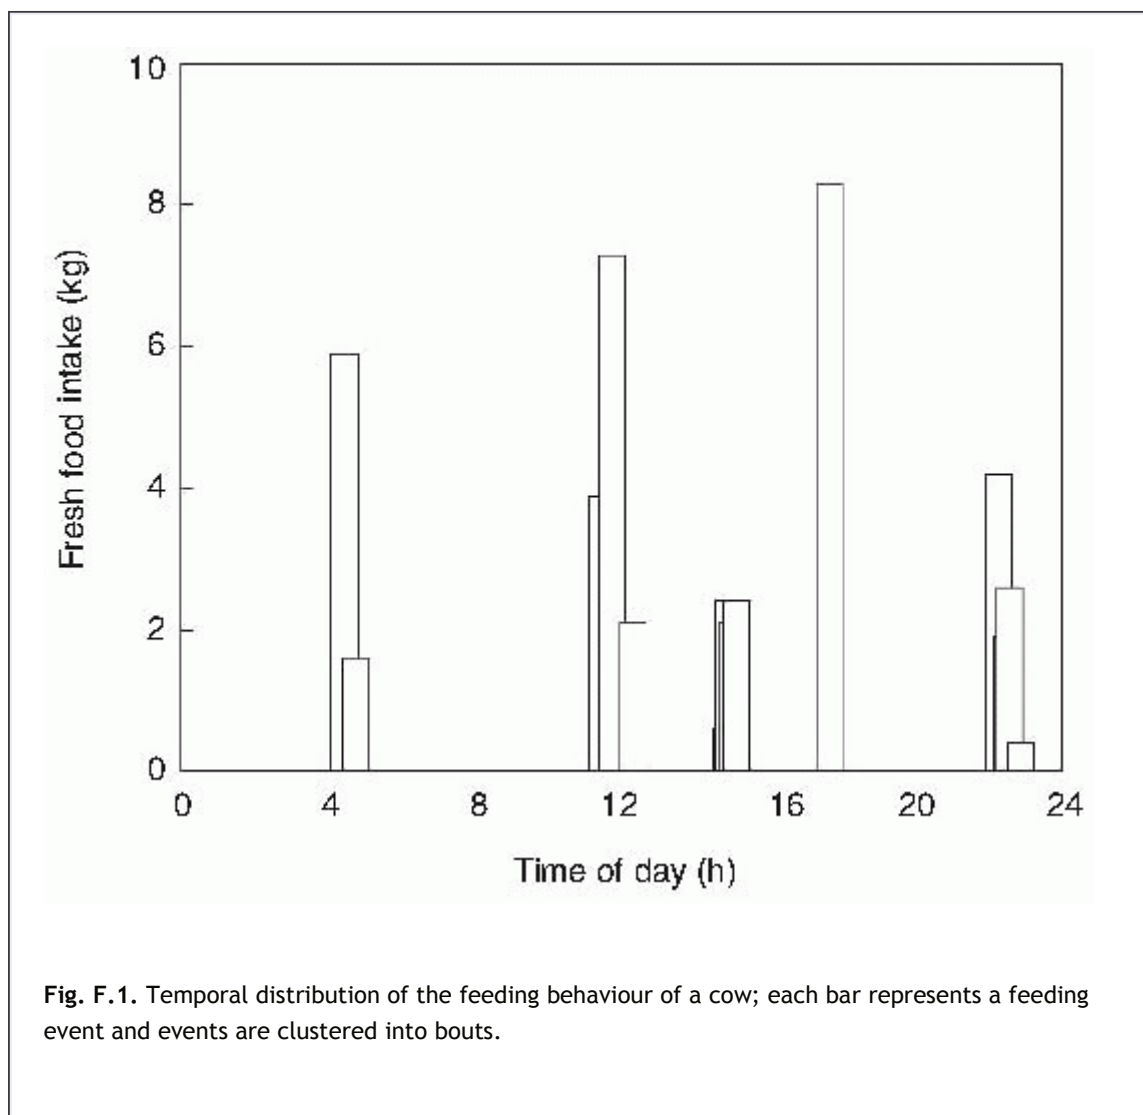 10
8
6
4
2
0
Fresh food intake (kg)
0 4 8 12 16 20 24
Time of day (h)
Fig. F.1. Temporal distribution of the feeding behaviour of a cow; each bar represents a feeding
event and events are clustered into bouts.